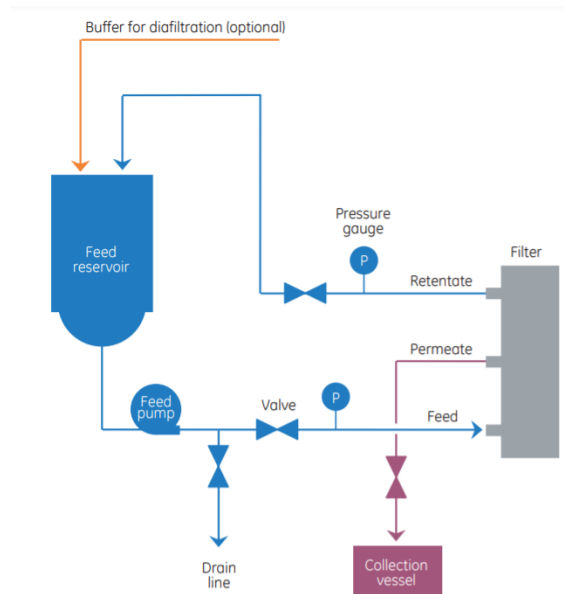 Buffer for diafiltration (optional)
Feed
reservoir
Pressure
gauge
P
Filter
Retentate
Permeate
Feed
pump
Valve
P
Feed
Drain
line
Collection
vessel